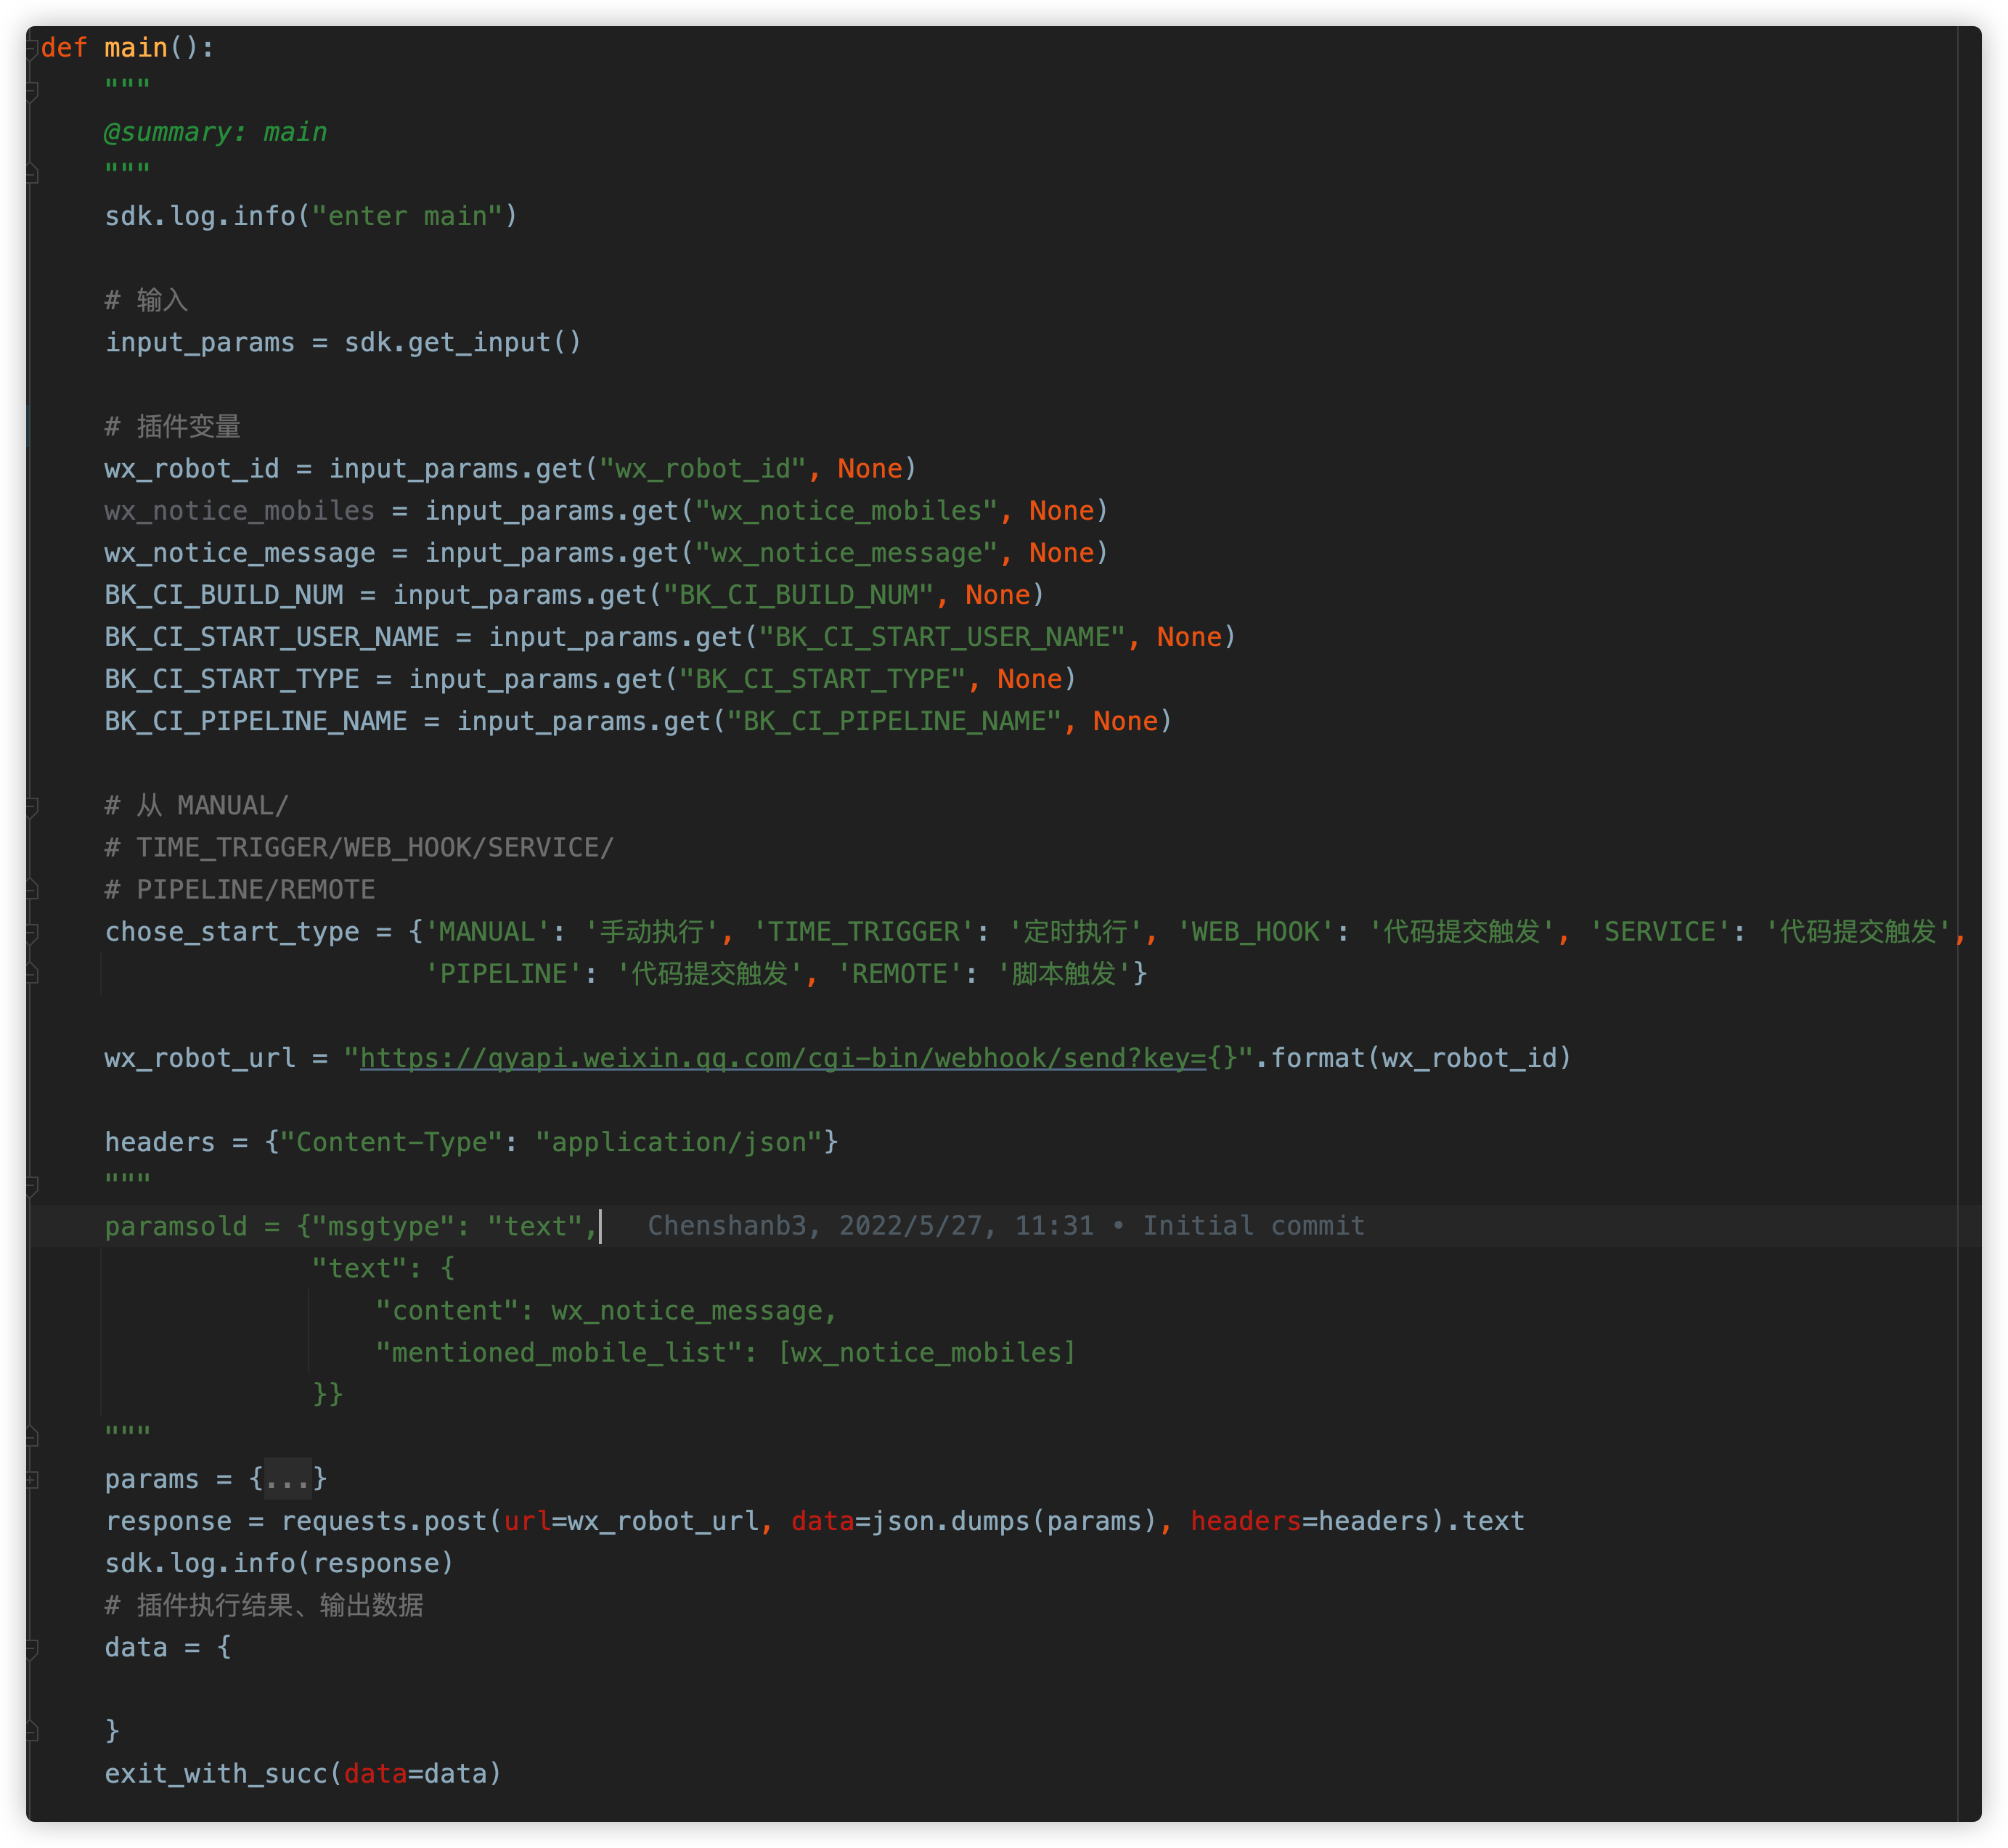 def main():
    """
    @summary: main
    """
    sdk.log.info("enter main")
    # 输入
    input_params = sdk.get_input()
    # 插件变量
    wx_robot_id = input_params.get("wx_robot_id", None)
    wx_notice_mobiles = input_params.get("wx_notice_mobiles", None)
    wx_notice_message = input_params.get("wx_notice_message", None)
    BK_CI_BUILD_NUM = input_params.get("BK_CI_BUILD_NUM", None)
    BK_CI_START_USER_NAME = input_params.get("BK_CI_START_USER_NAME", None)
    BK_CI_START_TYPE = input_params.get("BK_CI_START_TYPE", None)
    BK_CI_PIPELINE_NAME = input_params.get("BK_CI_PIPELINE_NAME", None)
    # 从 MANUAL/
    # TIME_TRIGGER/WEB_HOOK/SERVICE/
    # PIPELINE/REMOTE
    chose_start_type = {'MANUAL': '手动执行', 'TIME_TRIGGER': '定时执行', 'WEB_HOOK': '代码提交触发', 'SERVICE': '代码提交触发',
                        'PIPELINE': '代码提交触发', 'REMOTE': '脚本触发'}
    wx_robot_url = "https://qyapi.weixin.qq.com/cgi-bin/webhook/send?key={}".format(wx_robot_id)
    headers = {"Content-Type": "application/json"}
    """
    paramsold = {"msgtype": "text",   Chenshanb3, 2022/5/27, 11:31 • Initial commit
                 "text": {
                     "content": wx_notice_message,
                     "mentioned_mobile_list": [wx_notice_mobiles]
                 }}
    """
    params = {...}
    response = requests.post(url=wx_robot_url, data=json.dumps(params), headers=headers).text
    sdk.log.info(response)
    # 插件执行结果、输出数据
    data = {
    }
    exit_with_succ(data=data)